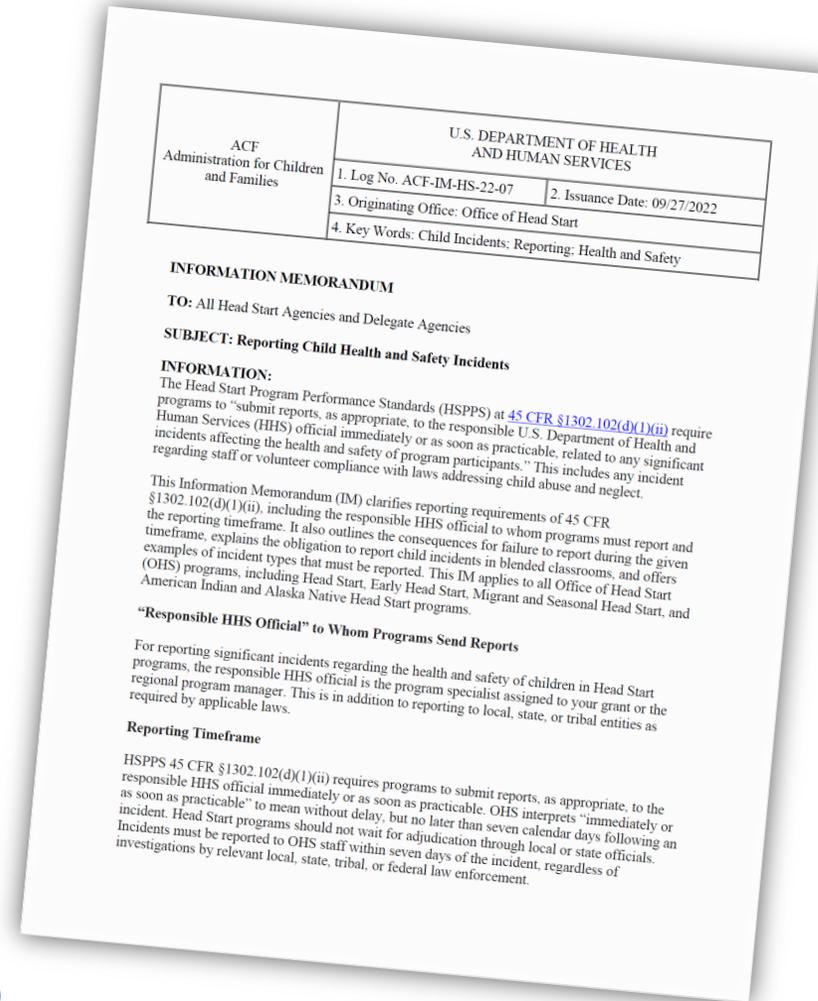 ACF
Administration for Children
and Families
U.S. DEPARTMENT OF HEALTH
AND HUMAN SERVICES
1. Log No. ACF-IM-HS-22-07
2. Issuance Date: 09/27/2022
3. Originating Office: Office of Head Start
4. Key Words: Child Incidents; Reporting; Health and Safety
INFORMATION MEMORANDUM
TO: All Head Start Agencies and Delegate Agencies
SUBJECT: Reporting Child Health and Safety Incidents
INFORMATION:
The Head Start Program Performance Standards (HSPPS) at 45 CFR §1302.102(d)(1)(ii) require
programs to “submit reports, as appropriate, to the responsible U.S. Department of Health and
Human Services (HHS) official immediately or as soon as practicable, related to any significant
incidents affecting the health and safety of program participants.” This includes any incident
regarding staff or volunteer compliance with laws addressing child abuse and neglect.
This Information Memorandum (IM) clarifies reporting requirements of 45 CFR
§1302.102(d)(1)(ii), including the responsible HHS official to whom programs must report and
the reporting timeframe. It also outlines the consequences for failure to report during the given
timeframe, explains the obligation to report child incidents in blended classrooms, and offers
examples of incident types that must be reported. This IM applies to all Office of Head Start
(OHS) programs, including Head Start, Early Head Start, Migrant and Seasonal Head Start, and
American Indian and Alaska Native Head Start programs.
“Responsible HHS Official” to Whom Programs Send Reports
For reporting significant incidents regarding the health and safety of children in Head Start
programs, the responsible HHS official is the program specialist assigned to your grant or the
regional program manager. This is in addition to reporting to local, state, or tribal entities as
required by applicable laws.
Reporting Timeframe
HSPPS 45 CFR §1302.102(d)(1)(ii) requires programs to submit reports, as appropriate, to the
responsible HHS official immediately or as soon as practicable. OHS interprets “immediately or
as soon as practicable” to mean without delay, but no later than seven calendar days following an
incident. Head Start programs should not wait for adjudication through local or state officials.
Incidents must be reported to OHS staff within seven days of the incident, regardless of
investigations by relevant local, state, tribal, or federal law enforcement.